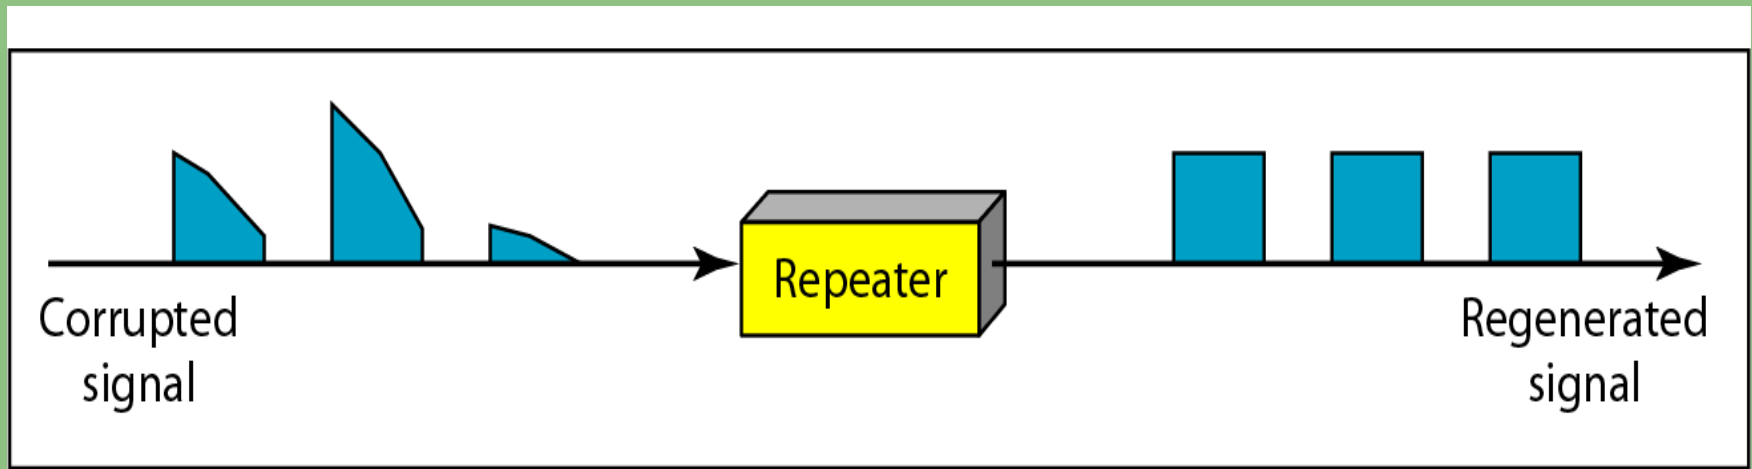 Repeater
Corrupted
signal
Regenerated
signal